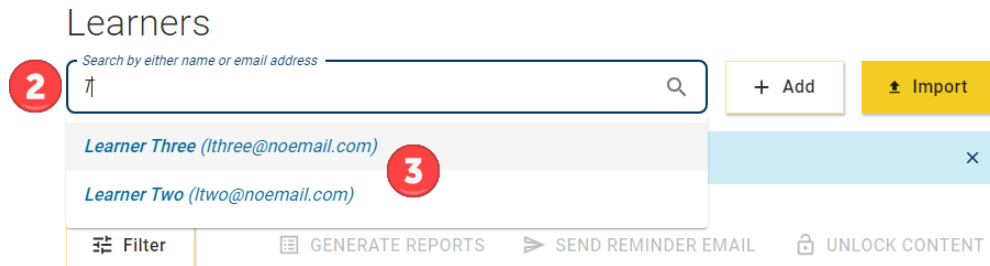 Learners
Search by either name or email address
2
T
+ Add
Import
Learner Three (lthree@noemail.com)
3
Learner Two (ltwo@noemail.com)
Filter
GENERATE REPORTS
SEND REMINDER EMAIL
UNLOCK CONTENT